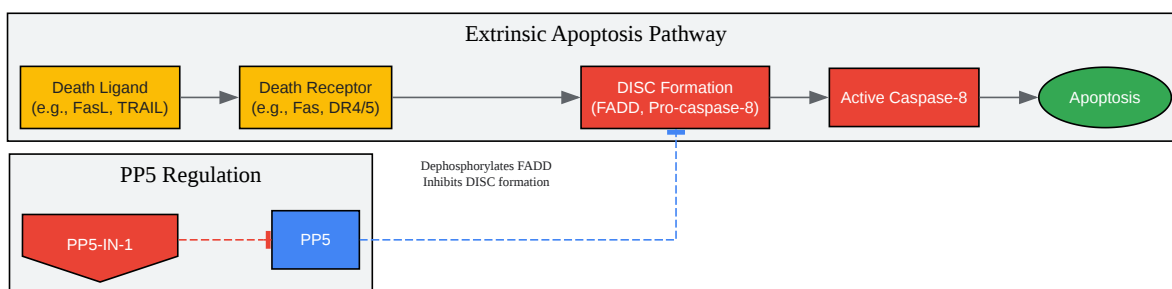 Extrinsic Apoptosis Pathway
Death Ligand
(e.g., FasL, TRAIL)
Death Receptor
(e.g., Fas, DR4/5)
DISC Formation
(FADD, Pro-caspase-8)
Active Caspase-8
Apoptosis
PP5 Regulation
Dephosphorylates FADD
Inhibits DISC formation
PP5-IN-1
PP5